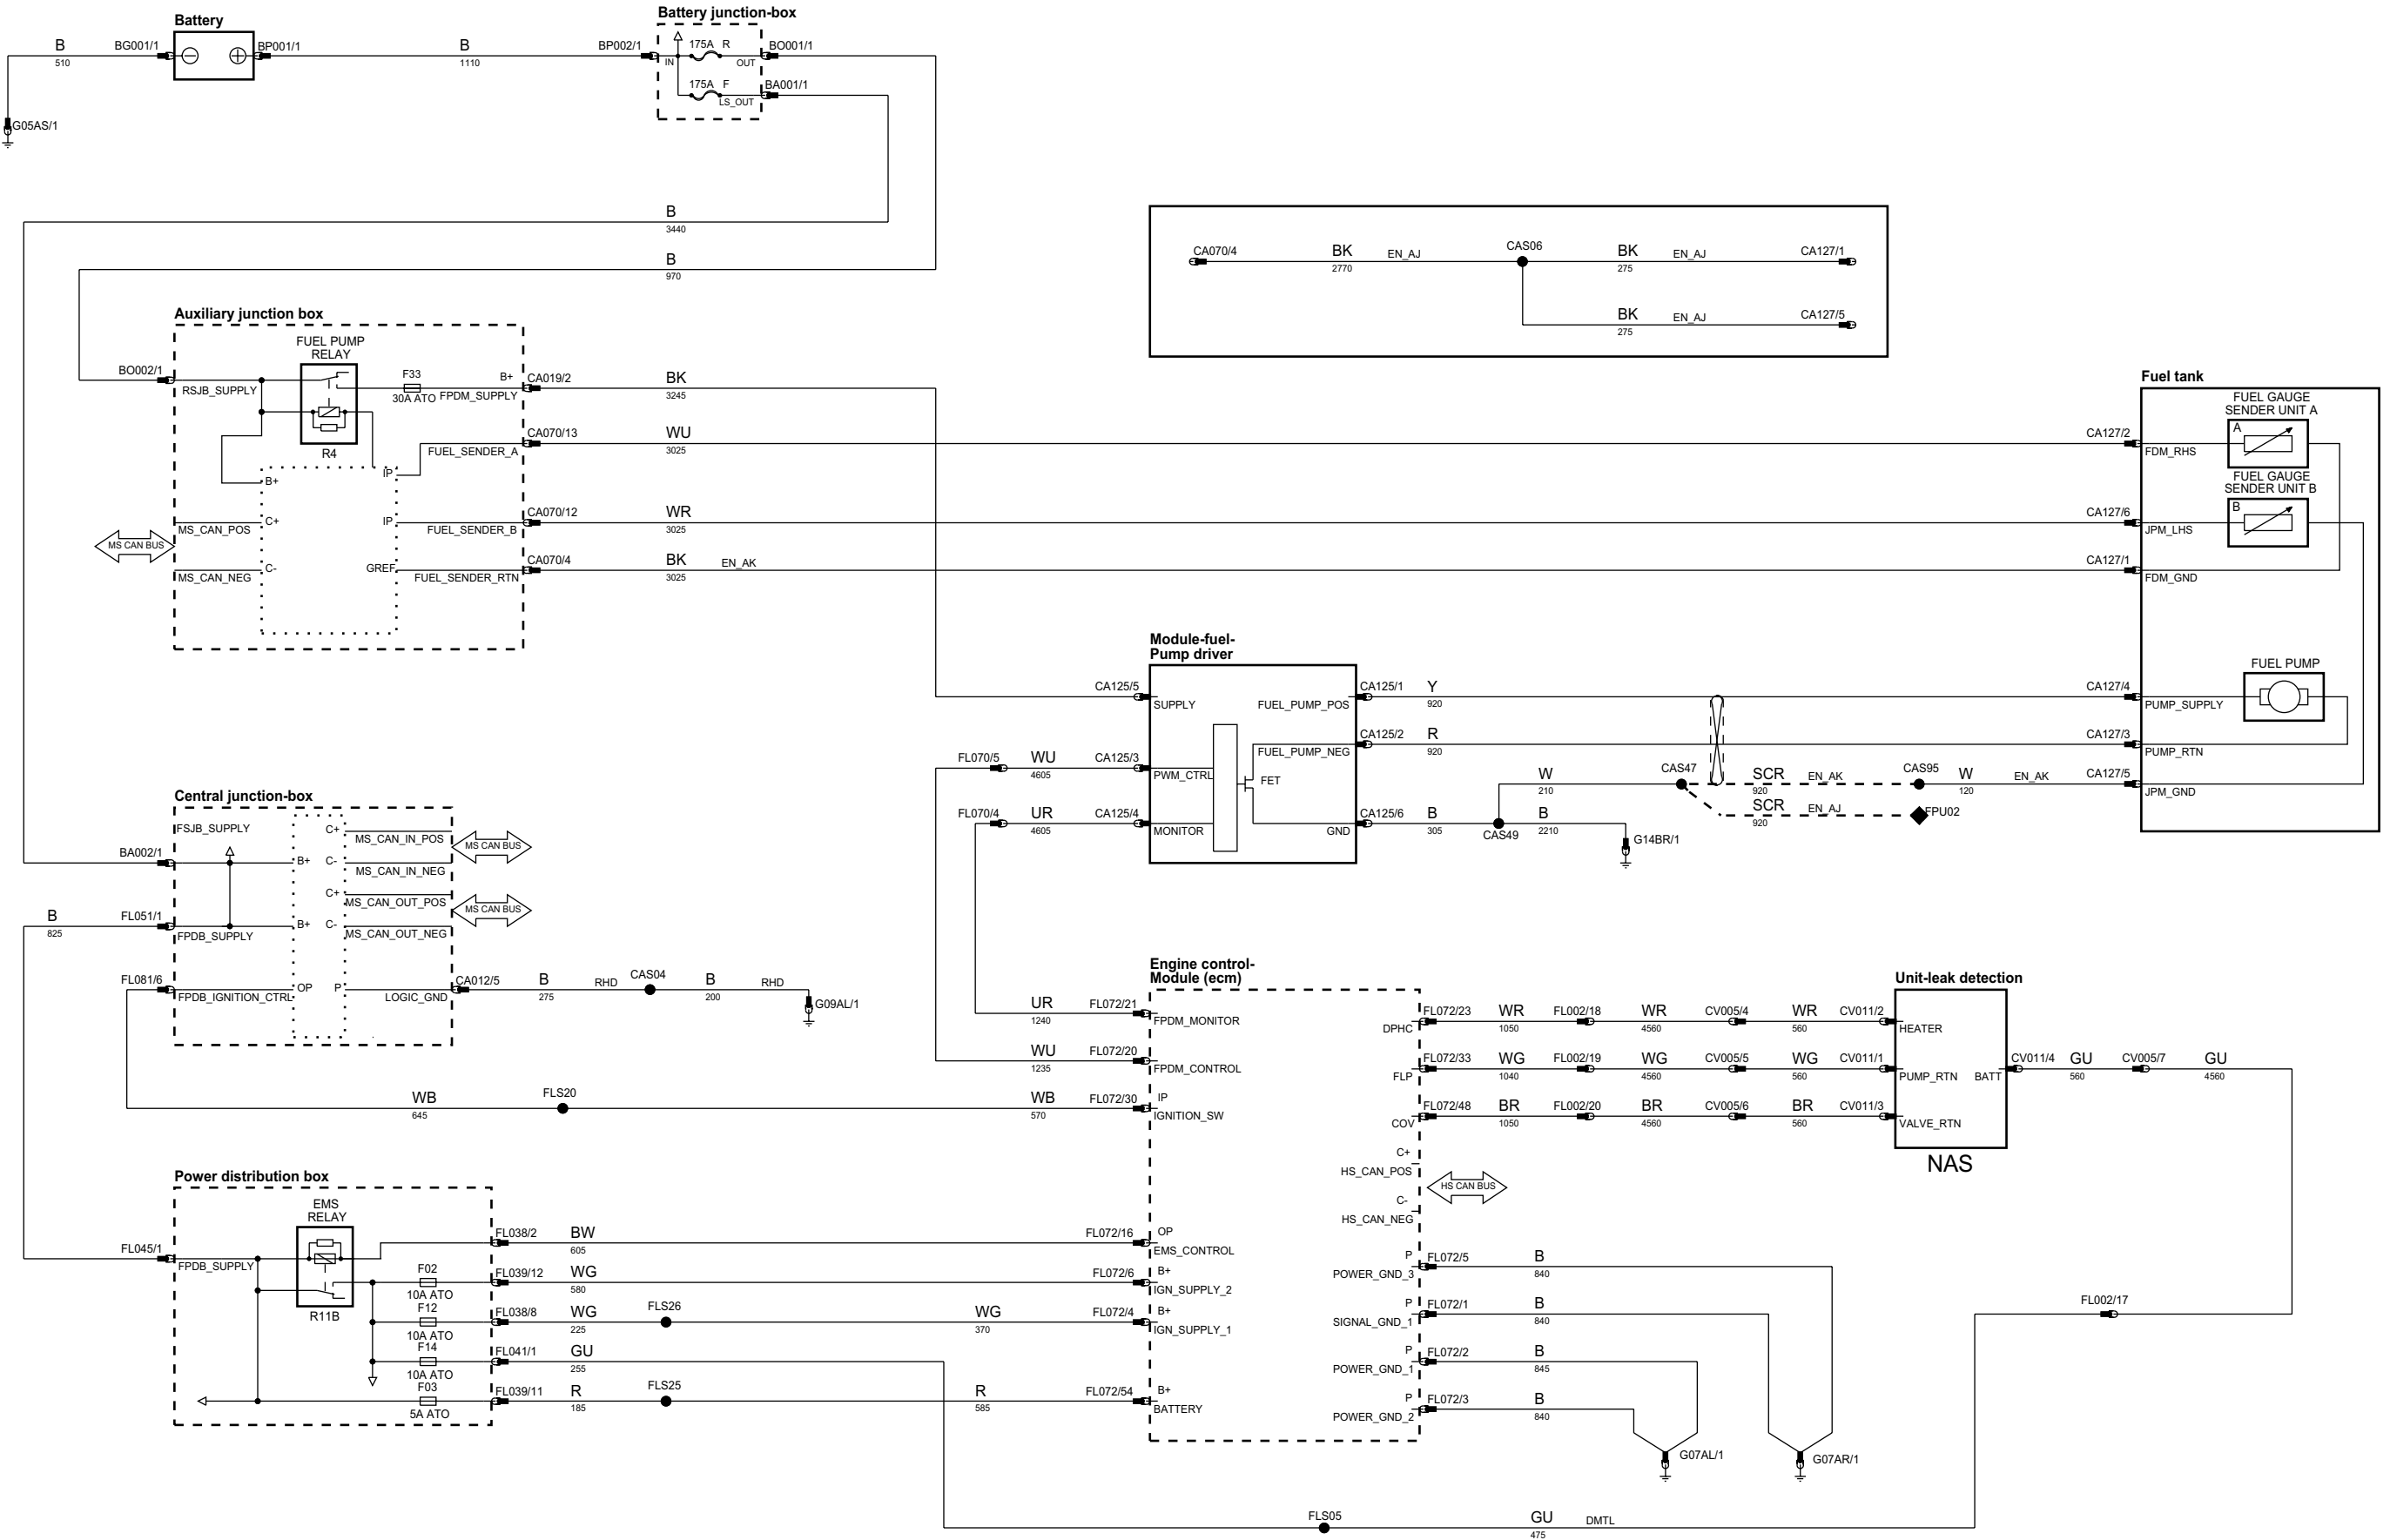 Battery
Battery junction-box
B
510
BG001/1
BP001/1
B
1110
BP002/1
175A R
IN
OUT
BO001/1
175A F
LS_OUT
BA001/1
G05AS/1
B
3440
B
970
CA070/4
BK
2770
EN_AJ
CAS06
BK
275
EN_AJ
CA127/1
BK
275
EN_AJ
CA127/5
Auxiliary junction box
FUEL PUMP
RELAY
BO002/1
RSJB_SUPPLY
F33
30A ATO
B+
FPDM_SUPPLY
CA019/2
BK
3245
R4
CA070/13
FUEL_SENDER_A
WU
3025
B+
IP
C+
IP
MS_CAN_POS
CA070/12
FUEL_SENDER_B
WR
3025
MS CAN BUS
C-
GREF
MS_CAN_NEG
CA070/4
FUEL_SENDER_RTN
BK
3025
EN_AK
Fuel tank
FUEL GAUGE
SENDER UNIT A
A
CA127/2
FDM_RHS
FUEL GAUGE
SENDER UNIT B
B
CA127/6
JPM_LHS
CA127/1
FDM_GND
FUEL PUMP
CA127/4
PUMP_SUPPLY
CA127/3
PUMP_RTN
CA127/5
JPM_GND
Module-fuel-
Pump driver
CA125/5
SUPPLY
FUEL_PUMP_POS
CA125/1
Y
920
FUEL_PUMP_NEG
CA125/2
R
920
FL070/5
WU
4605
CA125/3
PWM_CTRL
FET
FL070/4
UR
4605
CA125/4
MONITOR
GND
CA125/6
B
305
CAS49
W
210
B
2210
G14BR/1
CAS47
SCR
920
EN_AK
SCR
920
EN_AJ
CAS95
W
120
EN_AK
FPU02
Central junction-box
FSJB_SUPPLY
BA002/1
B+
C+
MS_CAN_IN_POS
C-
MS_CAN_IN_NEG
MS CAN BUS
C+
MS_CAN_OUT_POS
C-
MS_CAN_OUT_NEG
MS CAN BUS
B
825
FL051/1
FPDB_SUPPLY
B+
FL081/6
FPDB_IGNITION_CTRL
OP
P
LOGIC_GND
CA012/5
B
275
RHD
CAS04
B
200
RHD
G09AL/1
WB
645
FLS20
WB
570
Engine control-
Module (ecm)
UR
1240
FL072/21
FPDM_MONITOR
WU
1235
FL072/20
FPDM_CONTROL
FL072/30
IP
IGNITION_SW
DPHC
FL072/23
WR
1050
FL002/18
WR
4560
CV005/4
WR
560
CV011/2
FLP
FL072/33
WG
1040
FL002/19
WG
4560
CV005/5
WG
560
CV011/1
COV
FL072/48
BR
1050
FL002/20
BR
4560
CV005/6
BR
560
CV011/3
Unit-leak detection
HEATER
PUMP_RTN
BATT
VALVE_RTN
NAS
CV011/4
GU
560
CV005/7
GU
4560
C+
HS_CAN_POS
HS CAN BUS
C-
HS_CAN_NEG
Power distribution box
EMS
RELAY
FL045/1
FPDB_SUPPLY
R11B
FL038/2
BW
605
FL072/16
OP
EMS_CONTROL
F02
10A ATO
FL039/12
WG
580
FL072/6
B+
IGN_SUPPLY_2
F12
10A ATO
FL038/8
WG
225
FLS26
WG
370
FL072/4
B+
IGN_SUPPLY_1
F14
10A ATO
FL041/1
GU
255
F03
5A ATO
FL039/11
R
185
FLS25
R
585
FL072/54
B+
BATTERY
P
POWER_GND_3
FL072/5
B
840
P
SIGNAL_GND_1
FL072/1
B
840
P
POWER_GND_1
FL072/2
B
845
P
POWER_GND_2
FL072/3
B
840
G07AL/1
G07AR/1
FL002/17
FLS05
GU
475
DMTL